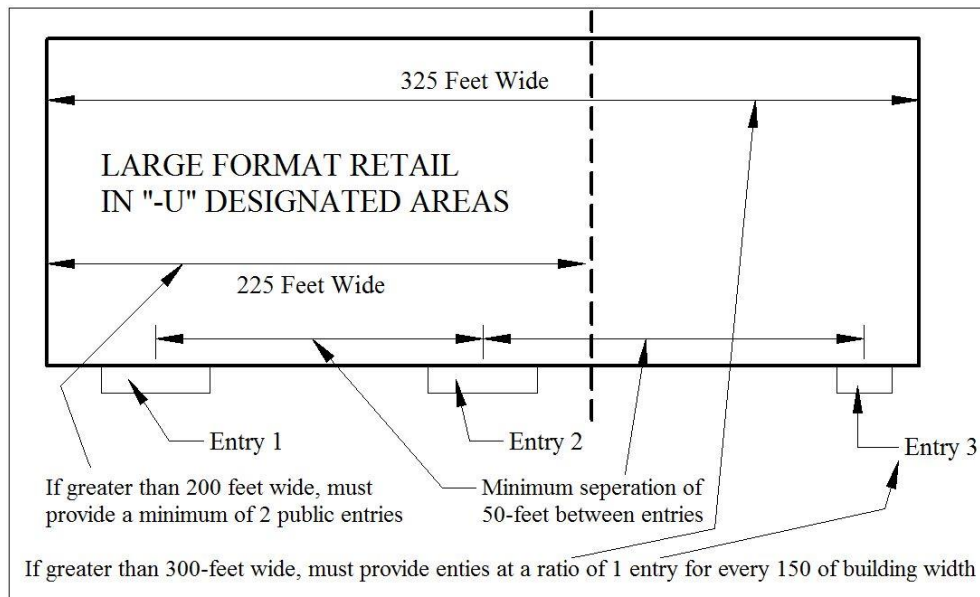 325 Feet Wide
LARGE FORMAT RETAIL
IN "-U" DESIGNATED AREAS
225 Feet Wide
Entry 1
Entry 2
Entry 3
If greater than 200 feet wide, must
provide a minimum of 2 public entries
Minimum seperation of
50-feet between entries
If greater than 300-feet wide, must provide enties at a ratio of 1 entry for every 150 of building width